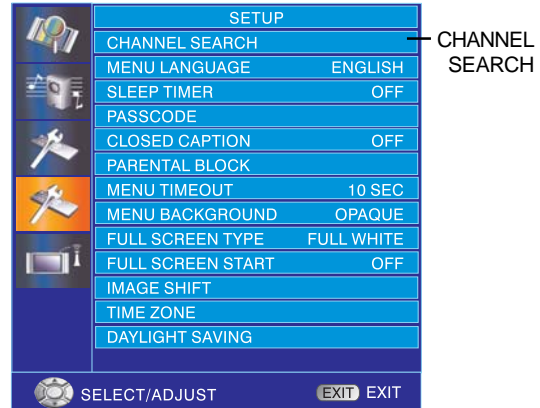 SETUP
CHANNEL SEARCH
MENU LANGUAGE ENGLISH
SLEEP TIMER OFF
PASSCODE
CLOSED CAPTION OFF
PARENTAL BLOCK
MENU TIMEOUT 10 SEC
MENU BACKGROUND OPAQUE
FULL SCREEN TYPE FULL WHITE
FULL SCREEN START OFF
IMAGE SHIFT
TIME ZONE
DAYLIGHT SAVING
SELECT/ADJUST EXIT EXIT
CHANNEL
SEARCH